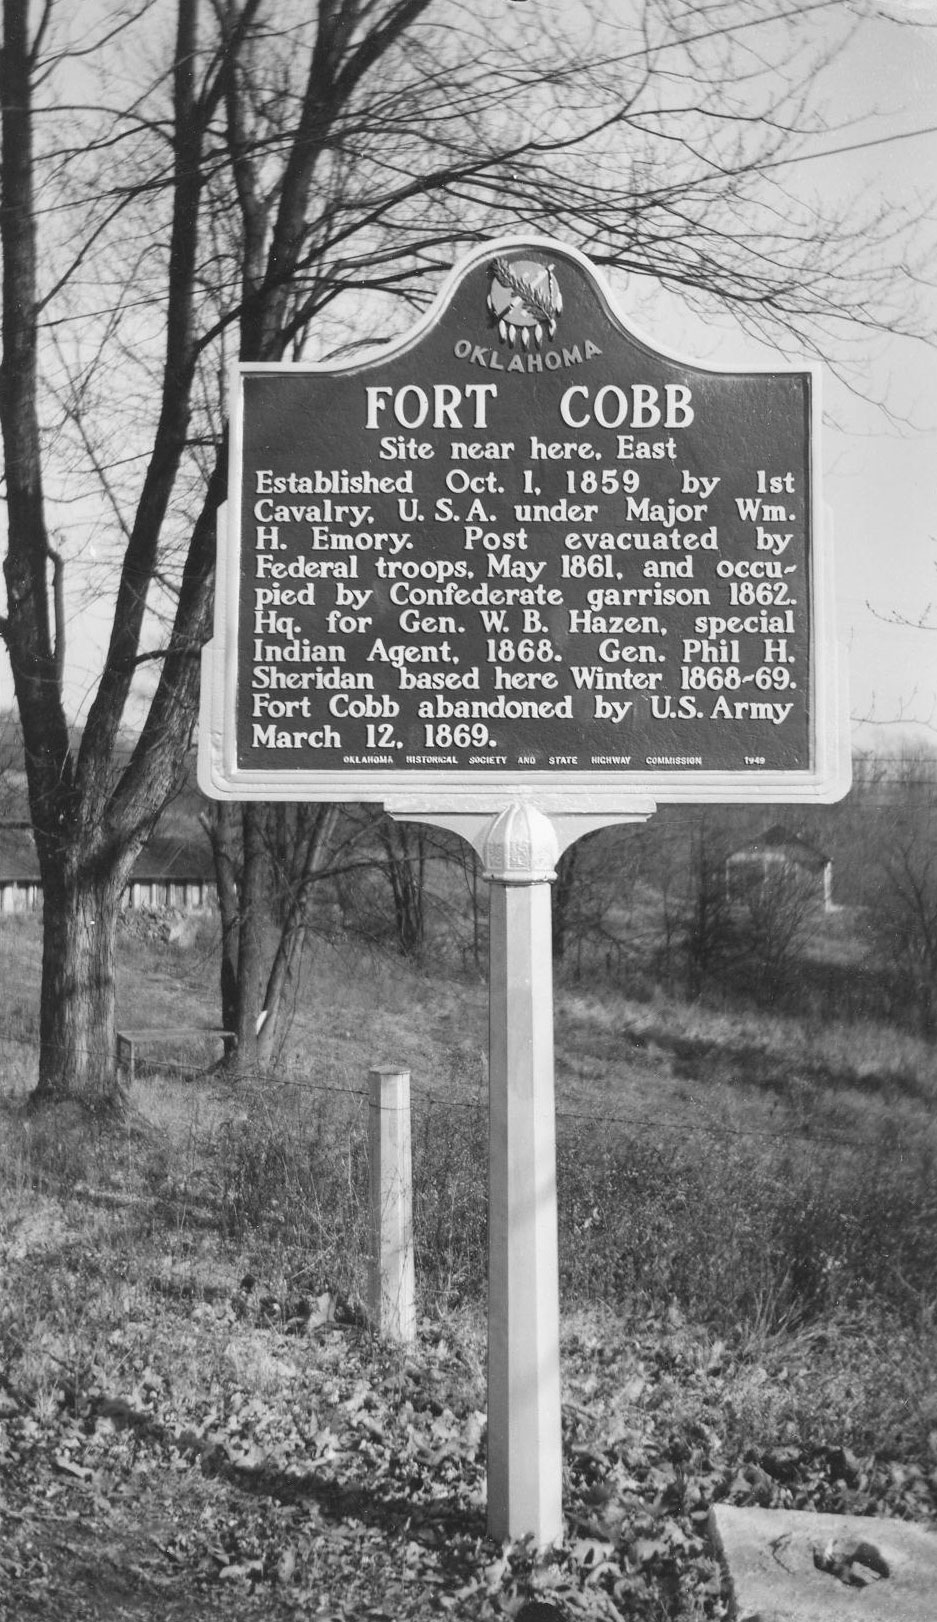 OKLAHOMA
FORT COBB
Site near here, East
Established Oct. 1, 1859 by 1st
Cavalry, U.S.A. under Major Wm.
H. Emory. Post evacuated by
Federal troops, May 1861, and occu-
pied by Confederate garrison 1862.
Hq. for Gen. W. B. Hazen, special
Indian Agent, 1868. Gen. Phil H.
Sheridan based here Winter 1868-69.
Fort Cobb abandoned by U.S. Army
March 12, 1869.
OKLAHOMA HISTORICAL SOCIETY AND STATE HIGHWAY COMMISSION 1949